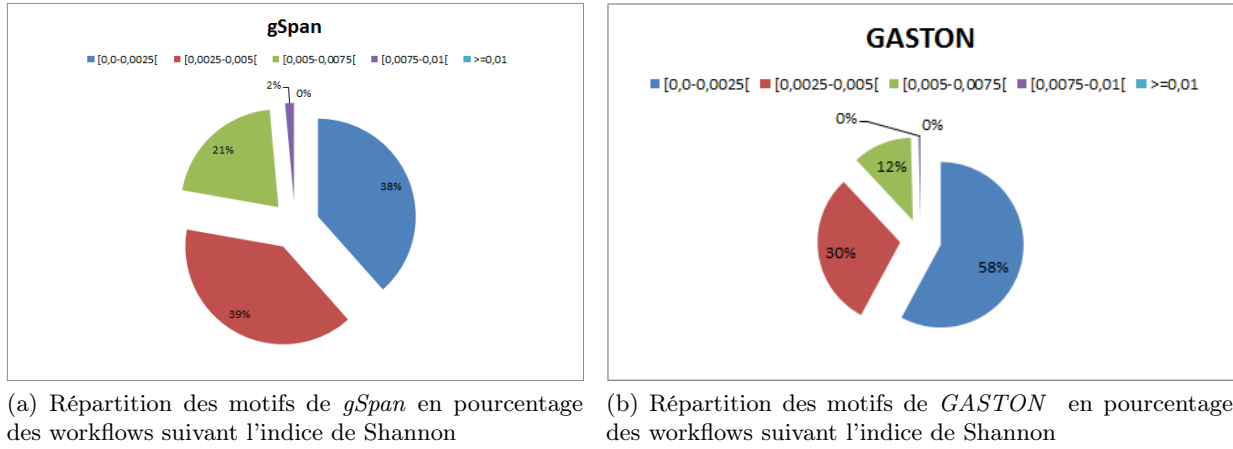 gSpan
[0,0-0,0025[ [0,0025-0,005[ [0,005-0,0075[ [0,0075-0,01[ >=0,01
2%
0%
21%
38%
39%
(a) Répartition des motifs de gSpan en pourcentage
des workflows suivant l'indice de Shannon
GASTON
[0,0-0,0025[ [0,0025-0,005[ [0,005-0,0075[ [0,0075-0,01[ >=0,01
0%
0%
12%
30%
58%
(b) Répartition des motifs de GASTON en pourcentage
des workflows suivant l'indice de Shannon